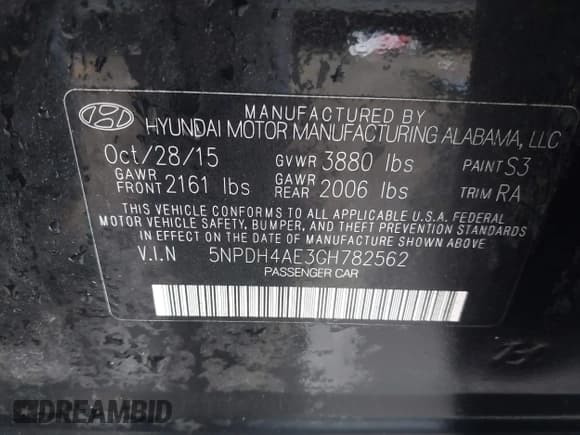 MANUFACTURED BY
HYUNDAI MOTOR MANUFACTURING ALABAMA, LLC
Oct/28/15 GVWR 3880 lbs PAINT S3
GAWR FRONT 2161 lbs GAWR REAR 2006 lbs TRIM RA
THIS VEHICLE CONFORMS TO ALL APPLICABLE U.S.A. FEDERAL
MOTOR VEHICLE SAFETY, BUMPER, AND THEFT PREVENTION STANDARDS
IN EFFECT ON THE DATE OF MANUFACTURE SHOWN ABOVE
V.I.N 5NPDH4AE3GH782562
PASSENGER CAR
DREAMBID